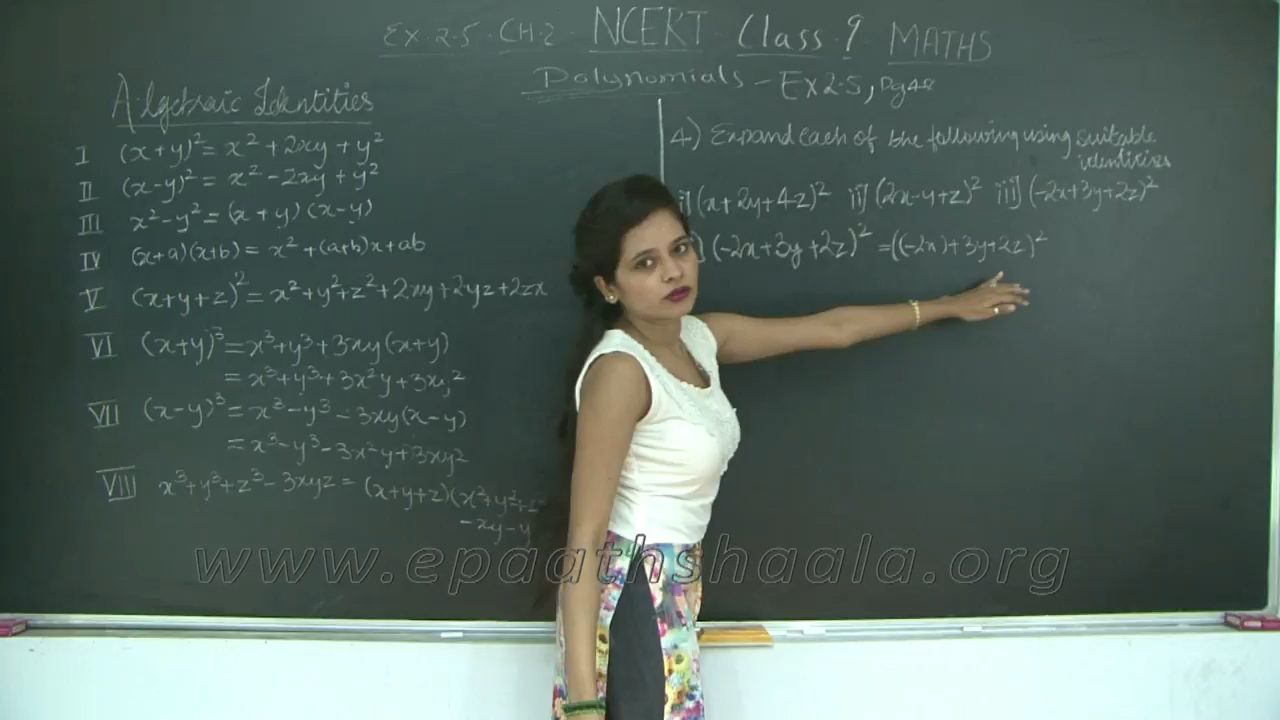 EX.2.5. CH.2. NCERT Class.9 MATHS
Polynomials - EX 2.5, Pg 48
Algebraic Identities
I (x+y)² = x² + 2xy + y²
II (x-y)² = x² - 2xy + y²
III x² - y² = (x+y)(x-y)
IV (x+a)(x+b) = x² + (a+b)x + ab
V (x+y+z)² = x² + y² + z² + 2xy + 2yz + 2zx
VI (x+y)³ = x³ + y³ + 3xy(x+y)
= x³ + y³ + 3x²y + 3xy²
VII (x-y)³ = x³ - y³ - 3xy(x-y)
= x³ - y³ - 3x²y + 3xy²
VIII x³ + y³ + z³ - 3xyz = (x+y+z)(x² + y² + z
- xy - y
4) Expand each of the following using suitable
identities
i] (x+2y+4z)² ii] (2x-y+z)² iii] (-2x+3y+2z)²
] (-2x+3y+2z)² = ((-2x)+3y+2z)²
www.epaathshaala.org